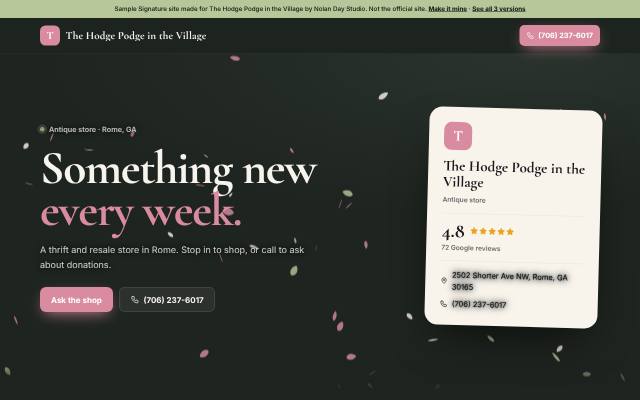 Sample Signature site made for The Hodge Podge in the Village by Nolan Day Studio. Not the official site. Make it mine · See all 3 versions
T The Hodge Podge in the Village
(706) 237-6017
Antique store · Rome, GA
Something new
every week.
A thrift and resale store in Rome. Stop in to shop, or call to ask
about donations.
Ask the shop
(706) 237-6017
T
The Hodge Podge in the
Village
Antique store
4.8
72 Google reviews
2502 Shorter Ave NW, Rome, GA
30165
(706) 237-6017